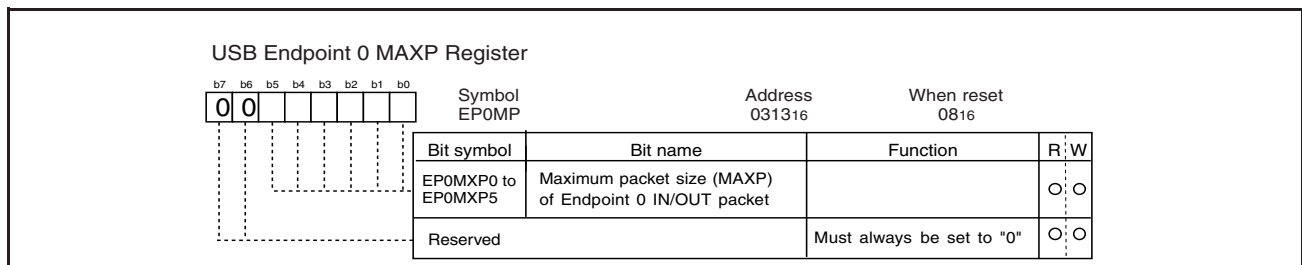 USB Endpoint 0 MAXP Register
b7 b6 b5 b4 b3 b2 b1 b0
0 0
Symbol Address When reset
EP0MP 031316 0816
Bit symbol Bit name Function R W
EP0MXP0 to Maximum packet size (MAXP) O O
EP0MXP5 of Endpoint 0 IN/OUT packet
Reserved Must always be set to "0" O O